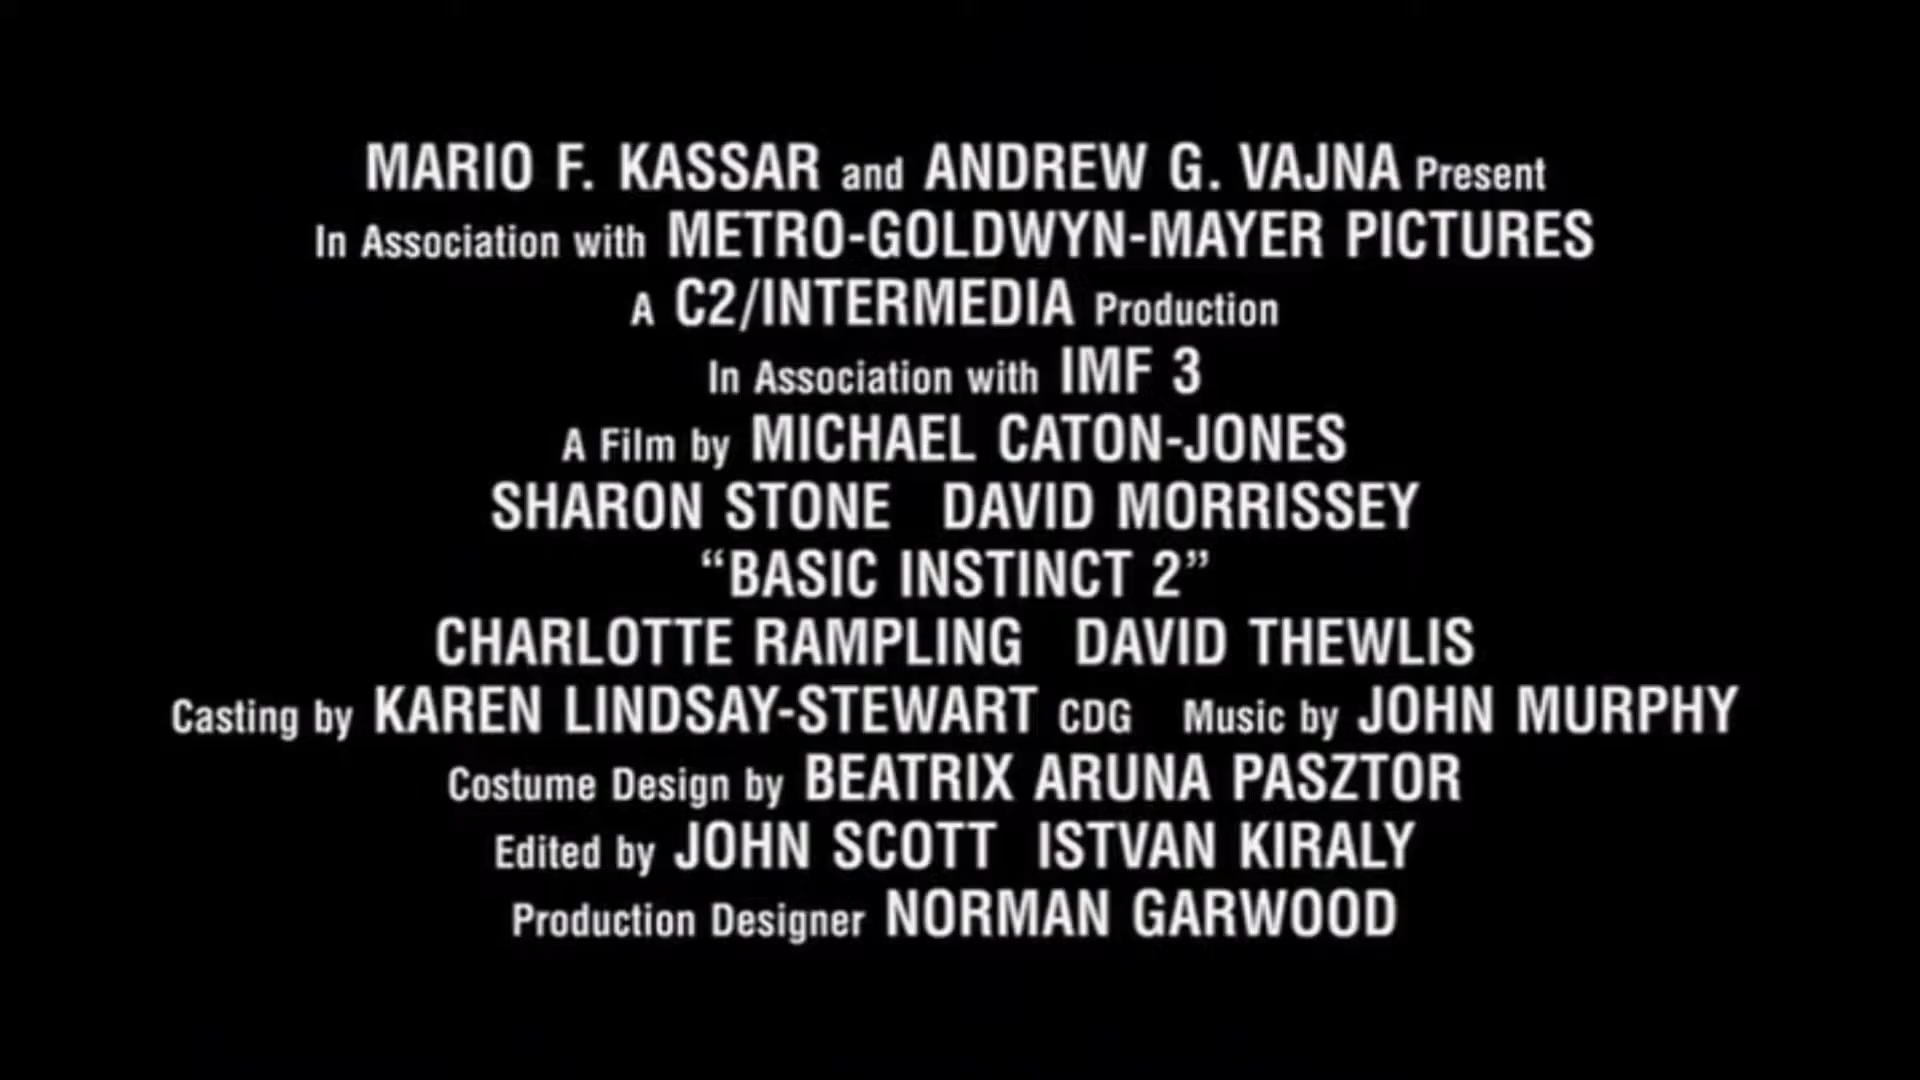 MARIO F. KASSAR and ANDREW G. VAJNA Present
In Association with METRO-GOLDWYN-MAYER PICTURES
A C2/INTERMEDIA Production
In Association with IMF 3
A Film by MICHAEL CATON-JONES
SHARON STONE DAVID MORRISSEY
“BASIC INSTINCT 2”
CHARLOTTE RAMPLING DAVID THEWLIS
Casting by KAREN LINDSAY-STEWART CDG Music by JOHN MURPHY
Costume Design by BEATRIX ARUNA PASZTOR
Edited by JOHN SCOTT ISTVAN KIRALY
Production Designer NORMAN GARWOOD